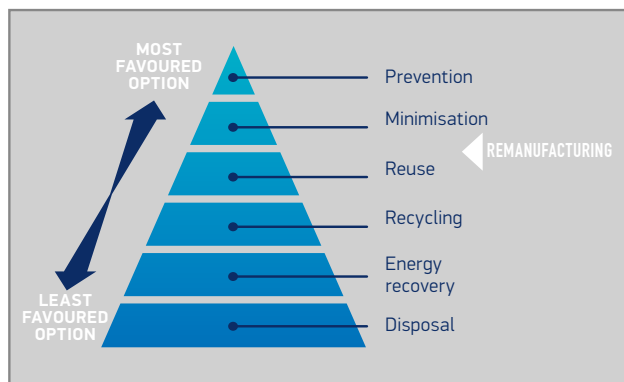 MOST
FAVOURED
OPTION
Prevention
Minimisation
REMANUFACTURING
Reuse
Recycling
Energy
recovery
LEAST
FAVOURED
OPTION
Disposal